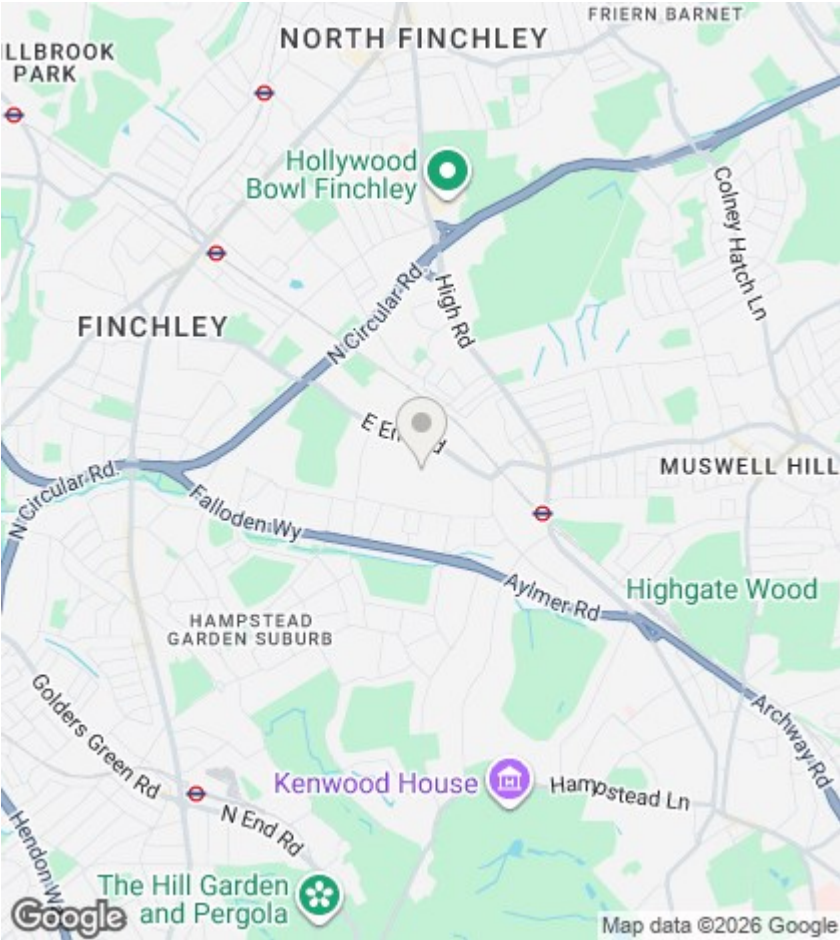 FRIERN BARNET
NORTH FINCHLEY
ILLBROOK
PARK
Hollywood
Bowl Finchley
Colney Hatch Ln
N Circular Rd
High Rd
FINCHLEY
E En
MUSWELL HILL
N Circular Rd
Falloden Wy
Aylmer Rd
Highgate Wood
HAMPSTEAD
GARDEN SUBURB
Golders Green Rd
Archway Rd
Kenwood House
Hampstead Ln
N End Rd
Hendon W
The Hill Garden
and Pergola
Google
Map data ©2026 Google